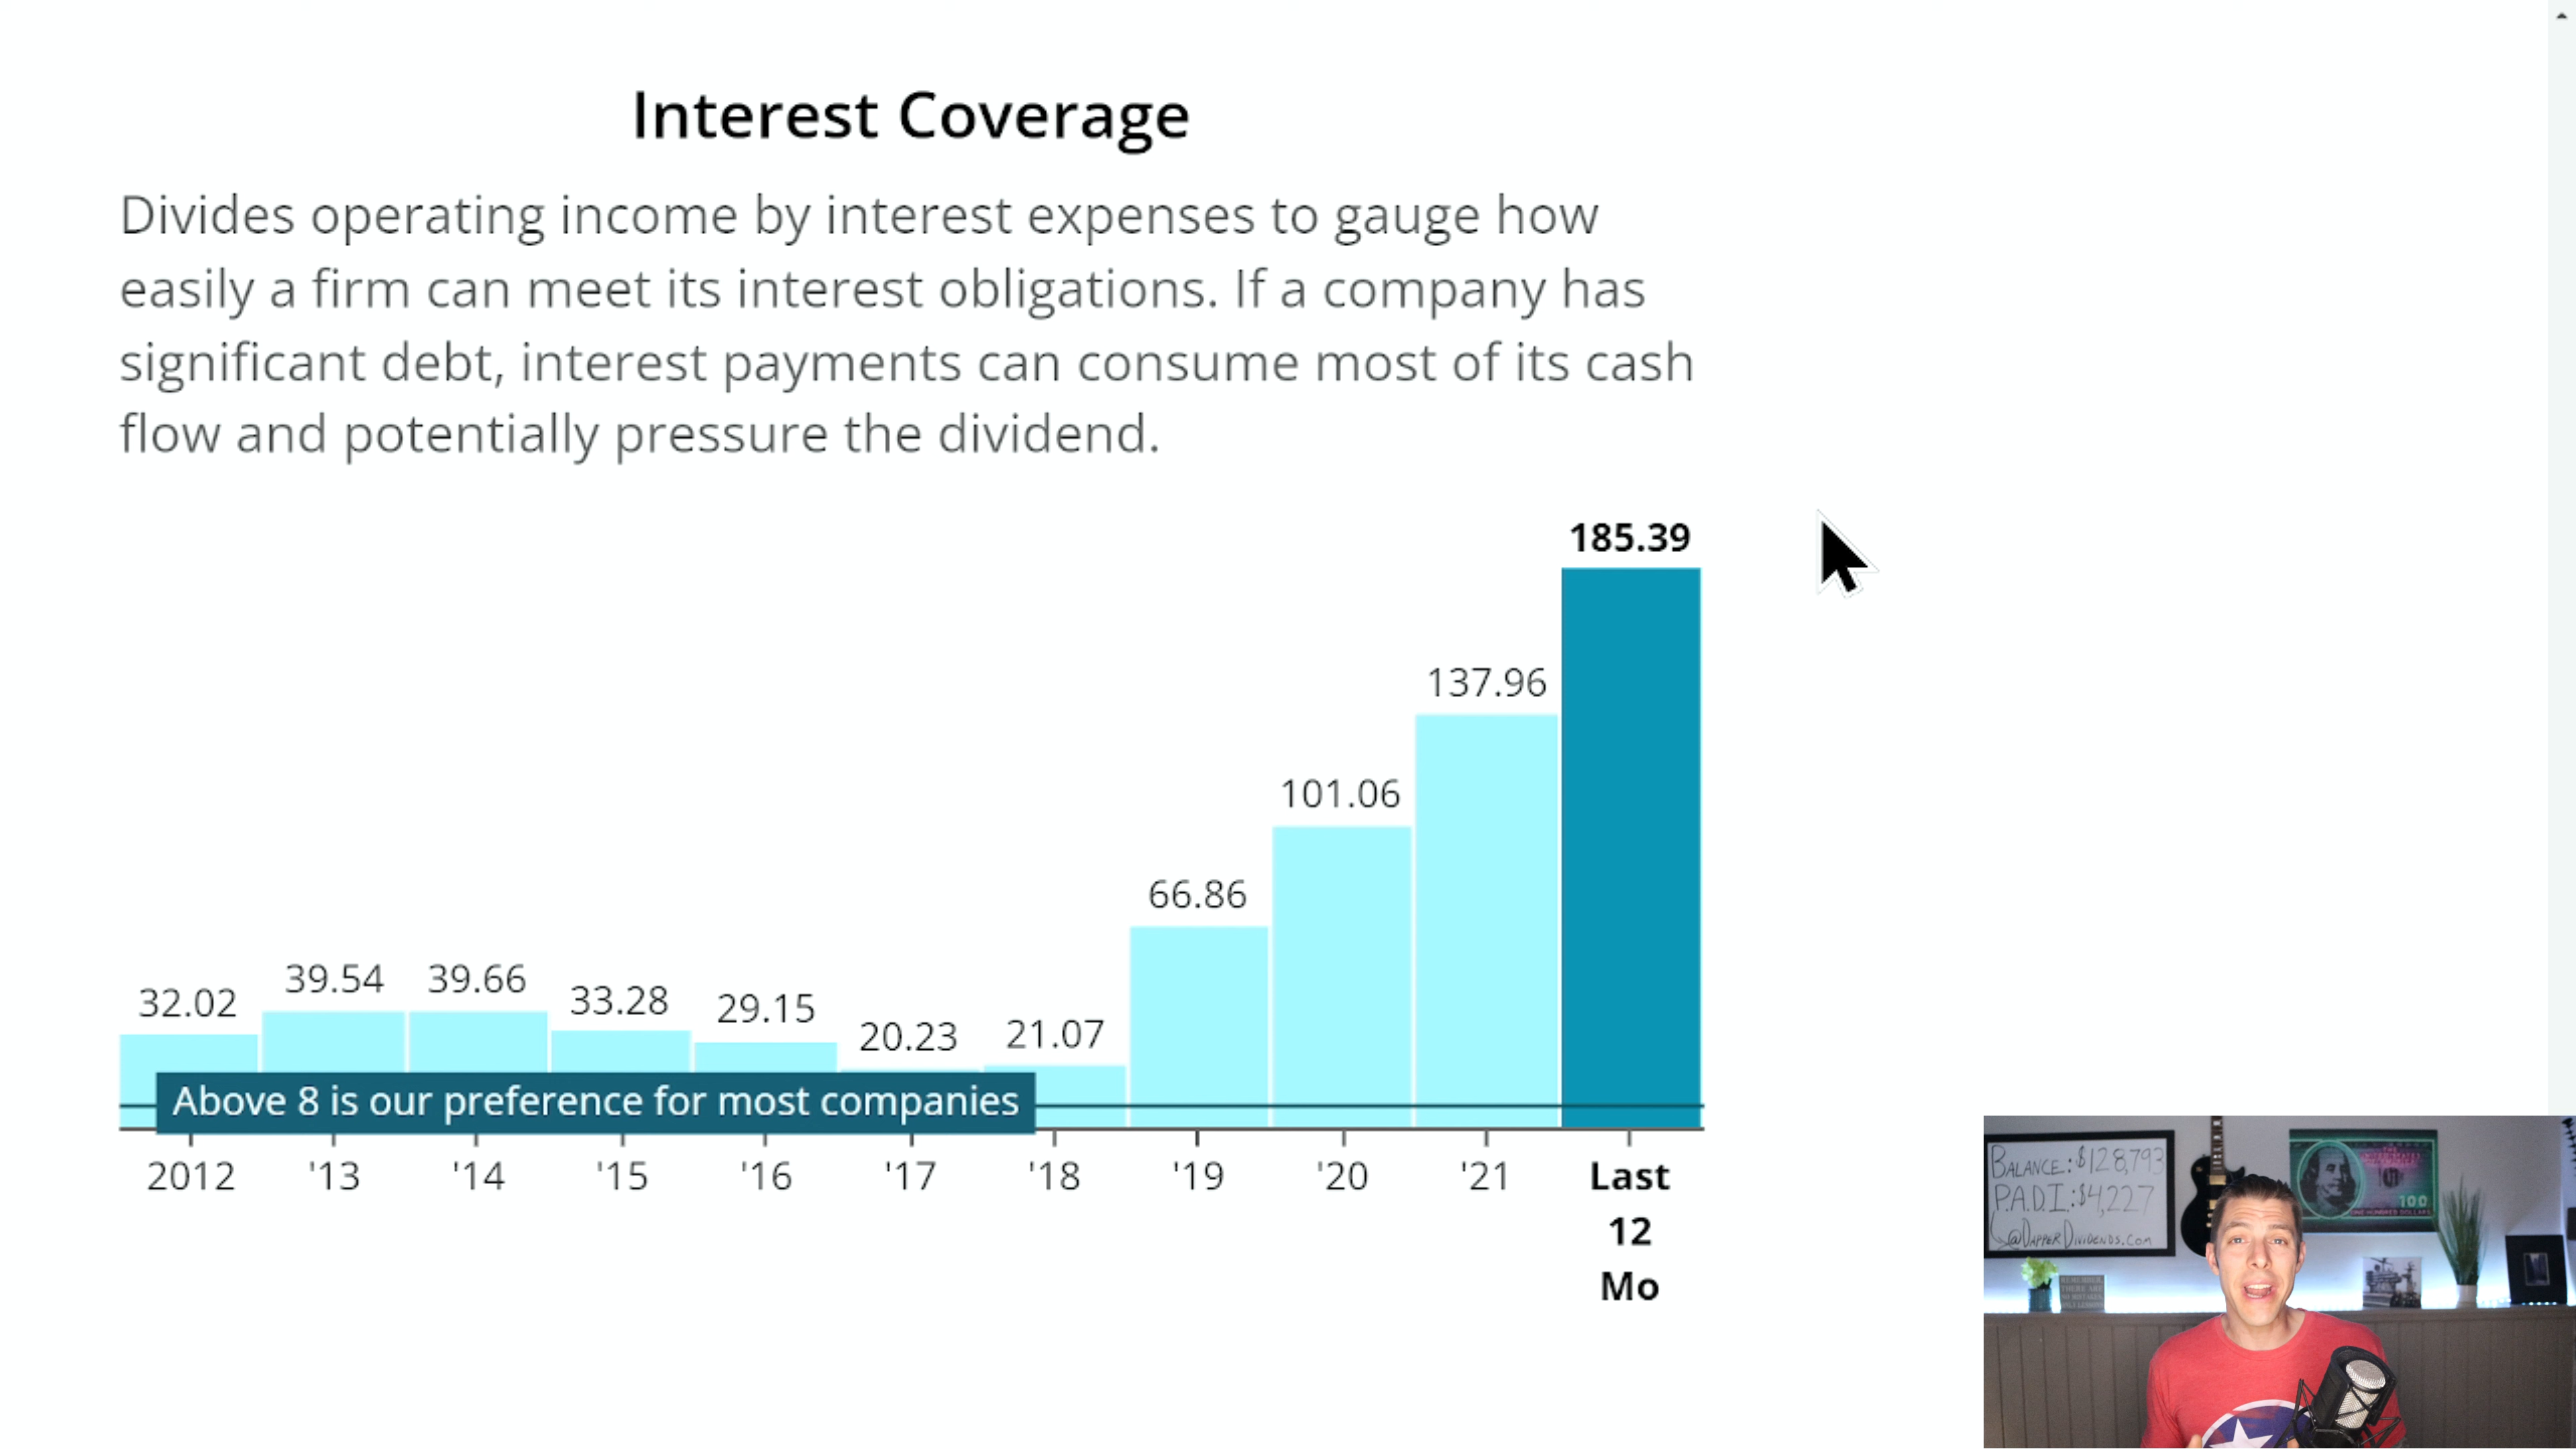 Interest Coverage
Divides operating income by interest expenses to gauge how
easily a firm can meet its interest obligations. If a company has
significant debt, interest payments can consume most of its cash
flow and potentially pressure the dividend.
185.39
137.96
101.06
66.86
39.54
39.66
32.02
33.28
29.15
20.23
21.07
Above 8 is our preference for most companies
2012
'13
'14
'15
'16
'17
'18
'19
'20
'21
Last
12
Mo
BALANCE: $128,793
P.A.D.I.: $4,227
@DAPPERDIVIDENDS.COM
100